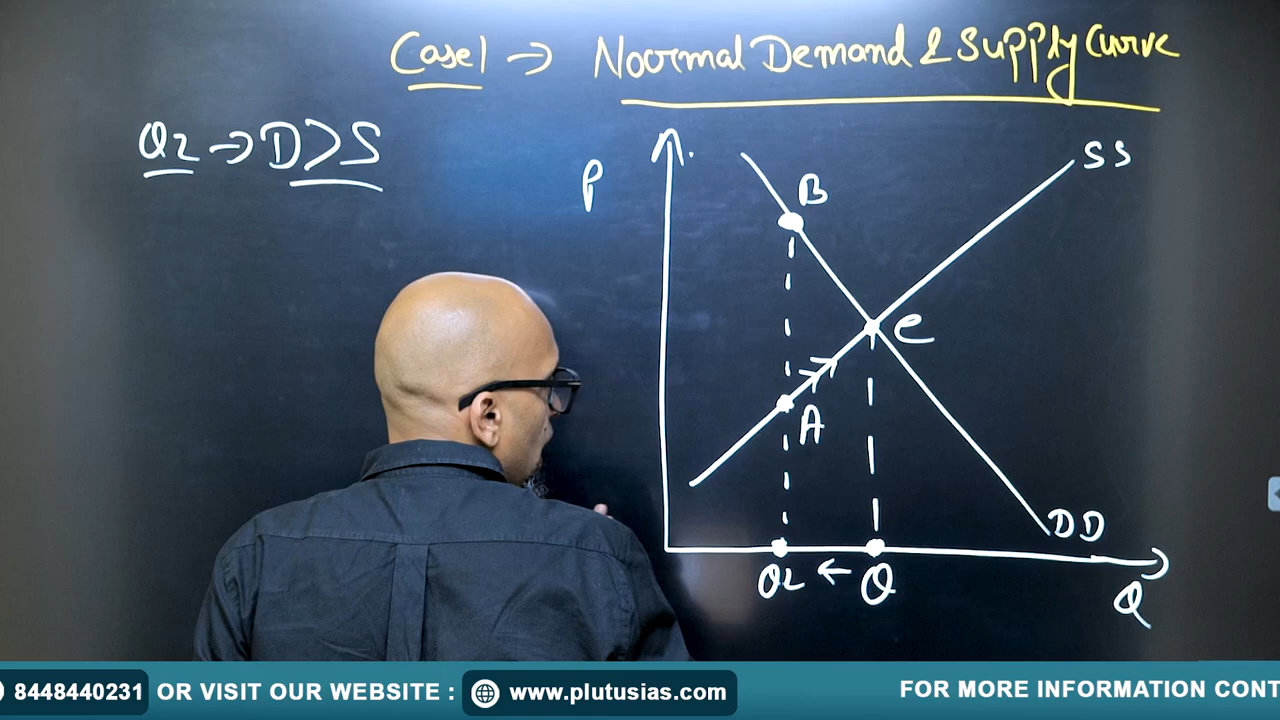 Case1 → Noormal Demand & Supply Curve
Q2 → D>S
P
B
SS
e
A
DD
Q2 ← Q
Q
8448440231 OR VISIT OUR WEBSITE : www.plutusias.com FOR MORE INFORMATION CONT